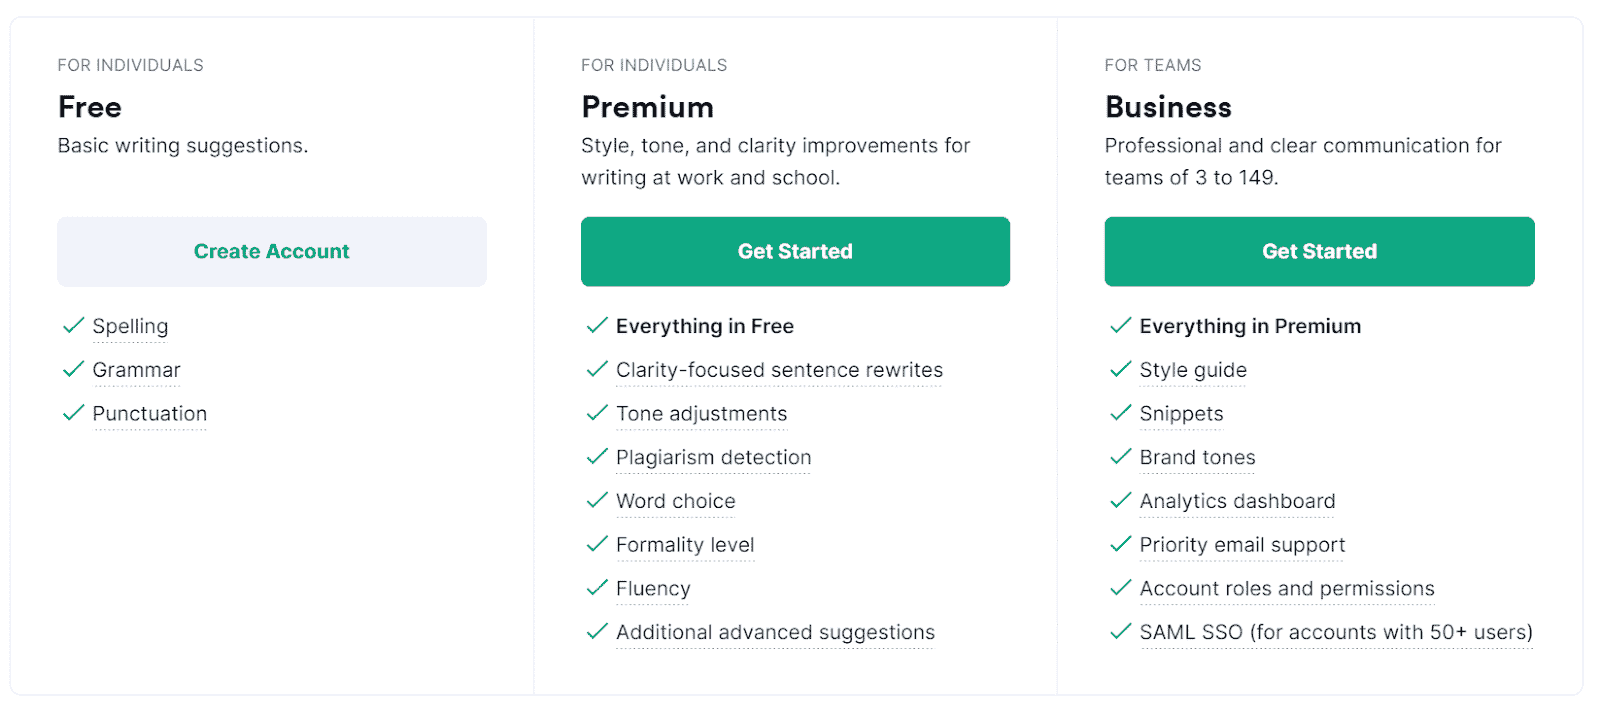 FOR INDIVIDUALS
Free
Basic writing suggestions.
Create Account
Spelling
Grammar
Punctuation
FOR INDIVIDUALS
Premium
Style, tone, and clarity improvements for
writing at work and school.
Get Started
Everything in Free
Clarity-focused sentence rewrites
Tone adjustments
Plagiarism detection
Word choice
Formality level
Fluency
Additional advanced suggestions
FOR TEAMS
Business
Professional and clear communication for
teams of 3 to 149.
Get Started
Everything in Premium
Style guide
Snippets
Brand tones
Analytics dashboard
Priority email support
Account roles and permissions
SAML SSO (for accounts with 50+ users)